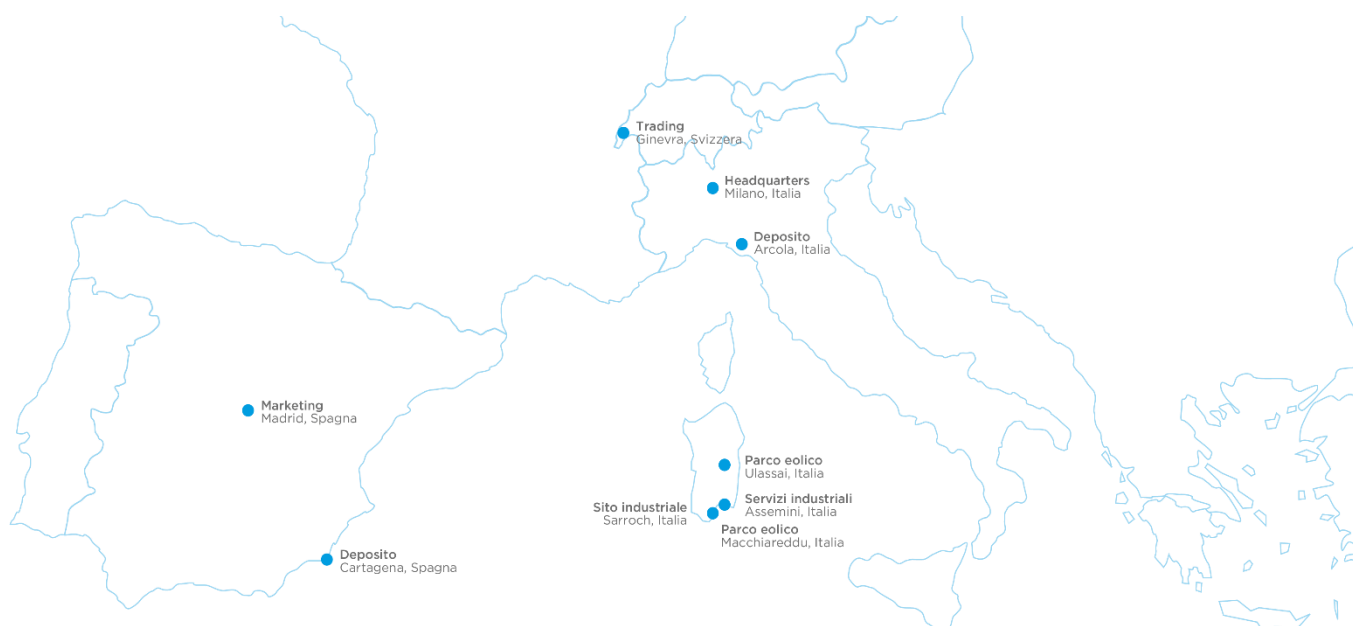 Trading
Ginevra, Svizzera
Headquarters
Milano, Italia
Deposito
Arcola, Italia
Marketing
Madrid, Spagna
Parco eolico
Ulassai, Italia
Servizi industriali
Assemini, Italia
Sito industriale
Sarroch, Italia
Parco eolico
Macchiareddu, Italia
Deposito
Cartagena, Spagna